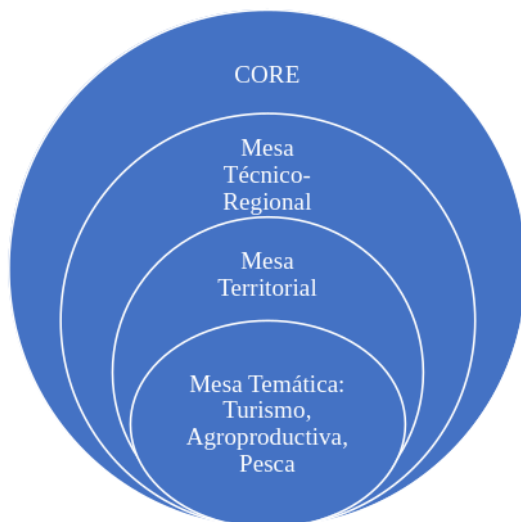 CORE
Mesa
Técnico-
Regional
Mesa
Territorial
Mesa Temática:
Turismo,
Agroproductiva,
Pesca